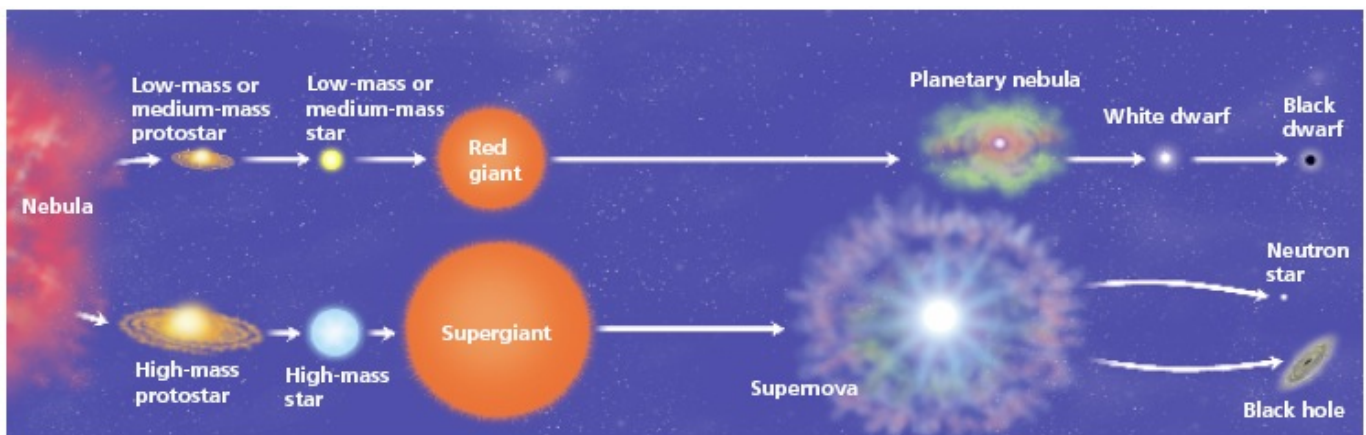 Nebula
Low-mass or
medium-mass
protostar
Low-mass or
medium-mass
star
Red
giant
Planetary nebula
White dwarf
Black
dwarf
High-mass
protostar
High-mass
star
Supergiant
Supernova
Neutron
star
Black hole